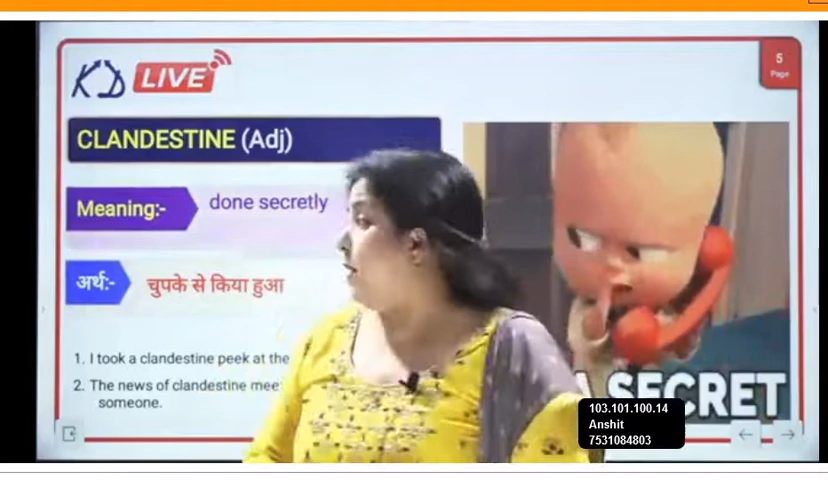 KD LIVE
5
Page
CLANDESTINE (Adj)
Meaning:-
done secretly
अर्थ:-
चुपके से किया हुआ
1. I took a clandestine peek at the
2. The news of clandestine
someone.
SECRET
103.101.100.14
Anshit
7531084803